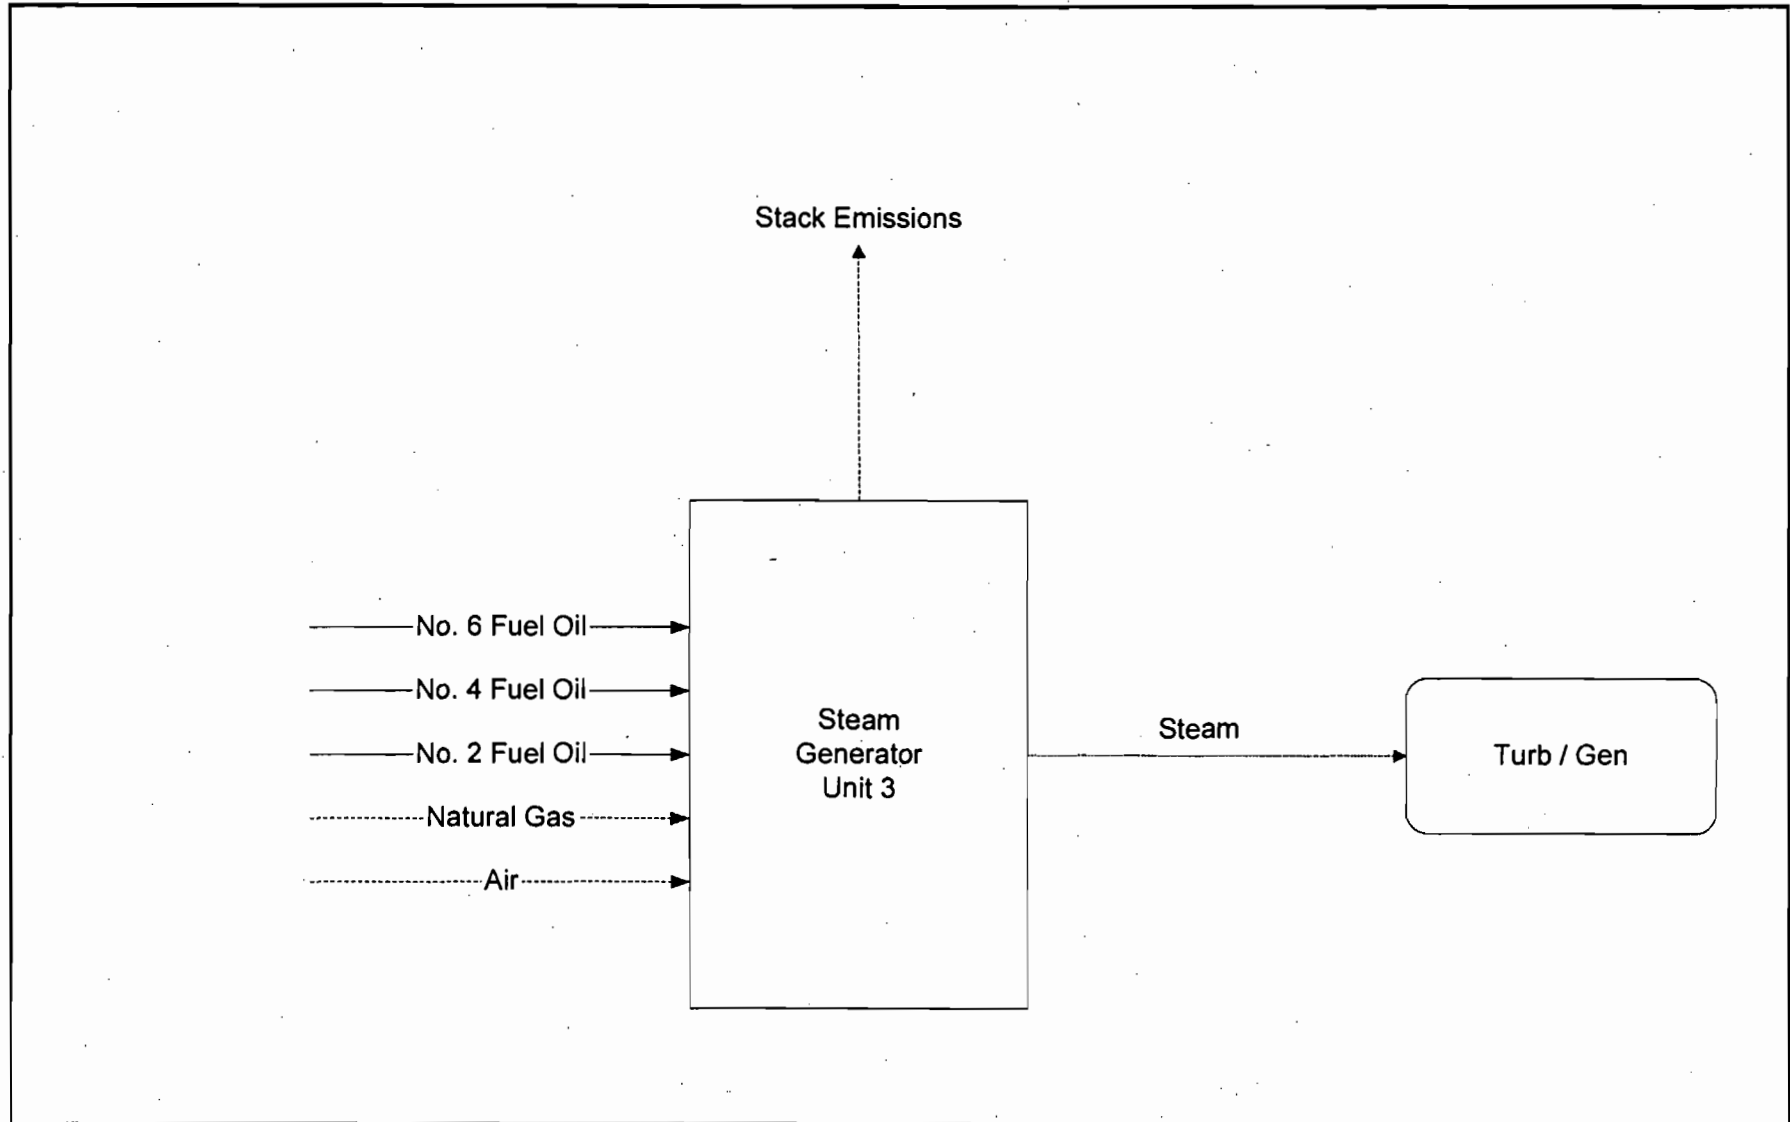 Stack Emissions
No. 6 Fuel Oil
No. 4 Fuel Oil
No. 2 Fuel Oil
Natural Gas
Air
Steam
Generator
Unit 3
Steam
Turb / Gen